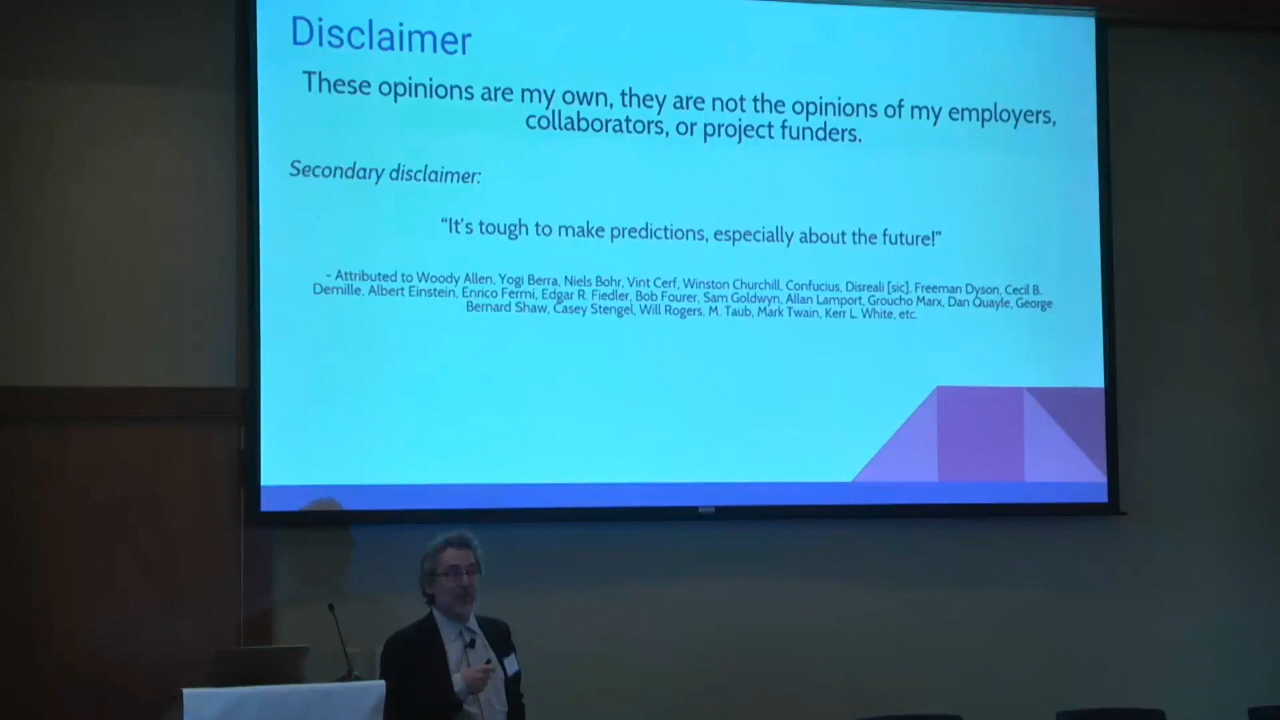 Disclaimer
These opinions are my own, they are not the opinions of my employers,
collaborators, or project funders.
Secondary disclaimer:
“It's tough to make predictions, especially about the future!”
- Attributed to Woody Allen, Yogi Berra, Niels Bohr, Vint Cerf, Winston Churchill, Confucius, Disreali [sic], Freeman Dyson, Cecil B.
Demille, Albert Einstein, Enrico Fermi, Edgar R. Fiedler, Bob Fourer, Sam Goldwyn, Allan Lamport, Groucho Marx, Dan Quayle, George
Bernard Shaw, Casey Stengel, Will Rogers, M. Taub, Mark Twain, Kerr L. White, etc.